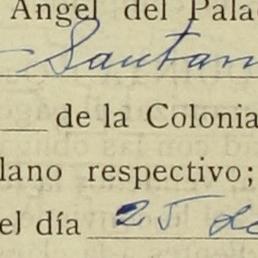 Angel del Pala
Santan
de la Colonia
lano respectivo;
el día 25 de